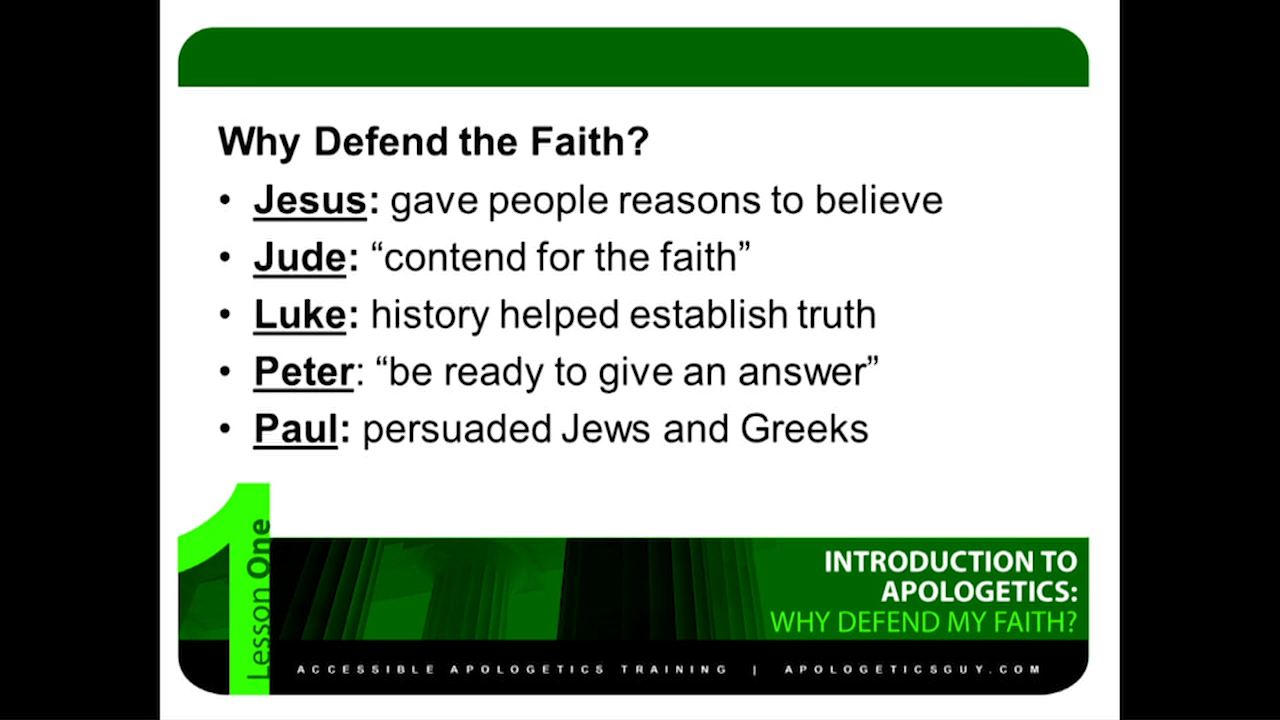 Why Defend the Faith?
• Jesus: gave people reasons to believe
• Jude: “contend for the faith”
• Luke: history helped establish truth
• Peter: “be ready to give an answer”
• Paul: persuaded Jews and Greeks
1
Lesson One
INTRODUCTION TO
APOLOGETICS:
WHY DEFEND MY FAITH?
ACCESSIBLE APOLOGETICS TRAINING | APOLOGETICSGUY.COM